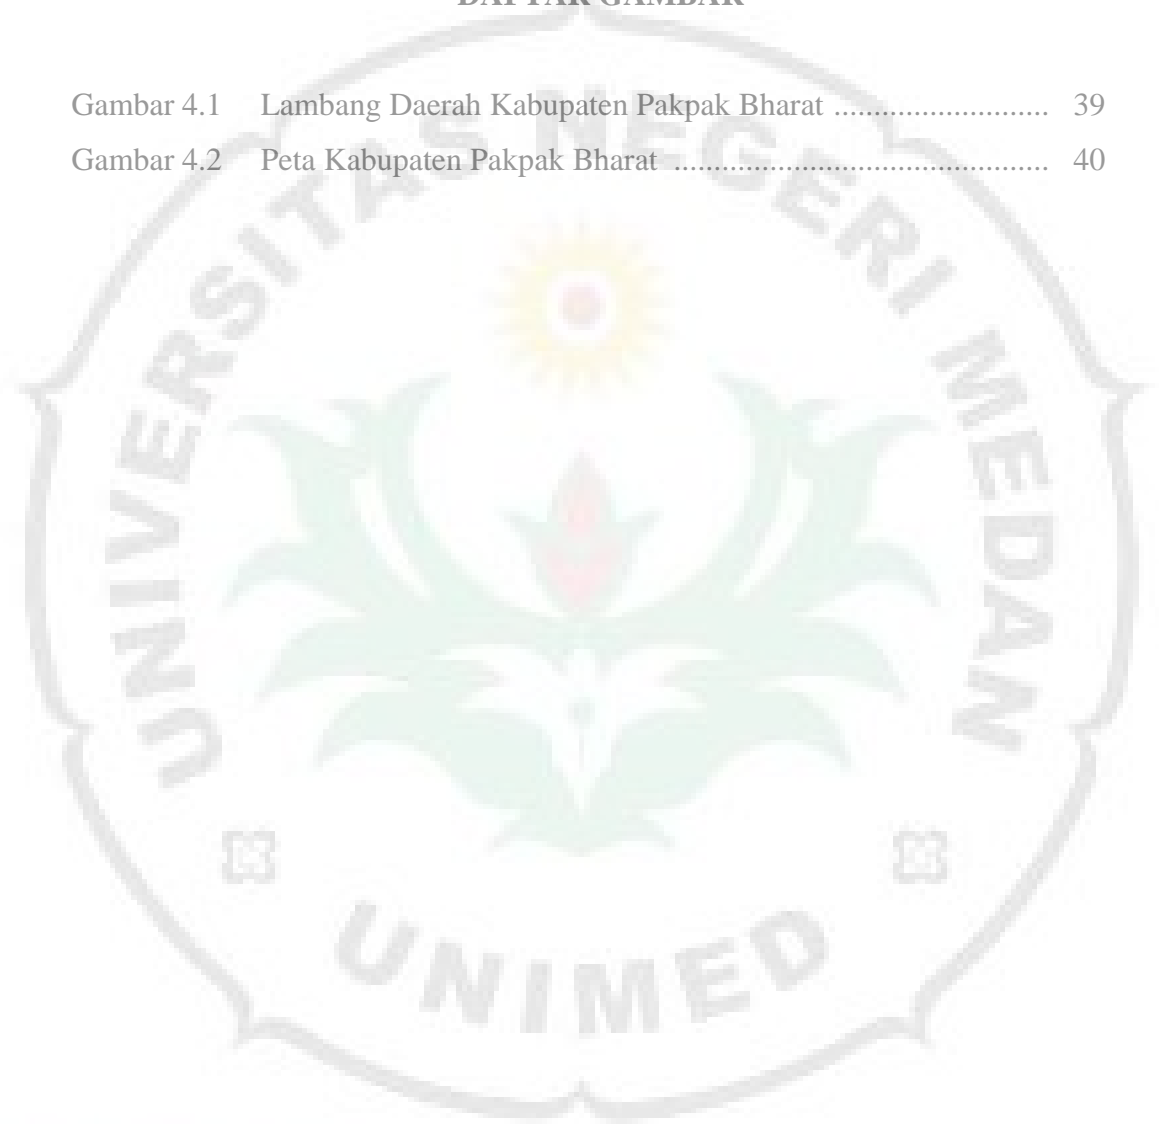 DAFTAR GAMBAR
Gambar 4.1 Lambang Daerah Kabupaten Pakpak Bharat ........................... 39
Gambar 4.2 Peta Kabupaten Pakpak Bharat ............................................... 40
UNIVERSITAS NEGERI MEDAN
UNIMED